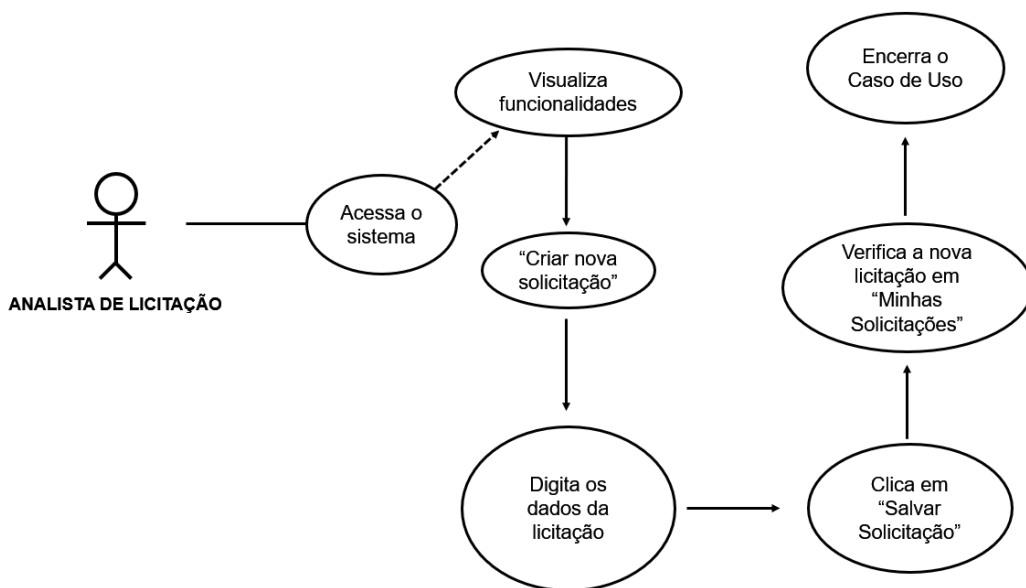 ANALISTA DE LICITAÇÃO
Acessa o
sistema
Visualiza
funcionalidades
“Criar nova
solicitação”
Digita os
dados da
licitação
Clica em
“Salvar
Solicitação”
Verifica a nova
licitação em
“Minhas
Solicitações”
Encerra o
Caso de Uso